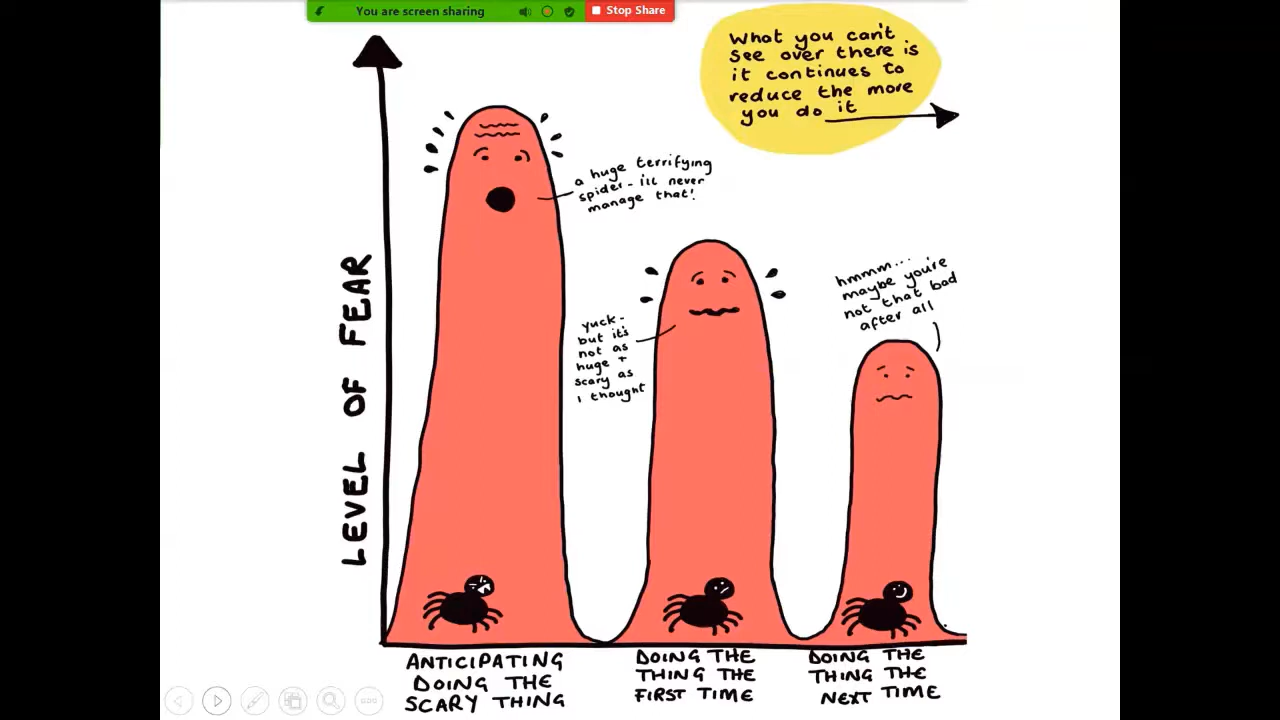 You are screen sharing
Stop Share
What you can't
see over there is
it continues to
reduce the more
you do it
a huge terrifying
spider - i'll never
manage that!
yuck -
but it's
not as
huge +
scary as
i thought
hmmm...
maybe you're
not that bad
after all
LEVEL OF FEAR
ANTICIPATING
DOING THE
SCARY THING
DOING THE
THING THE
FIRST TIME
DOING THE
THING THE
NEXT TIME